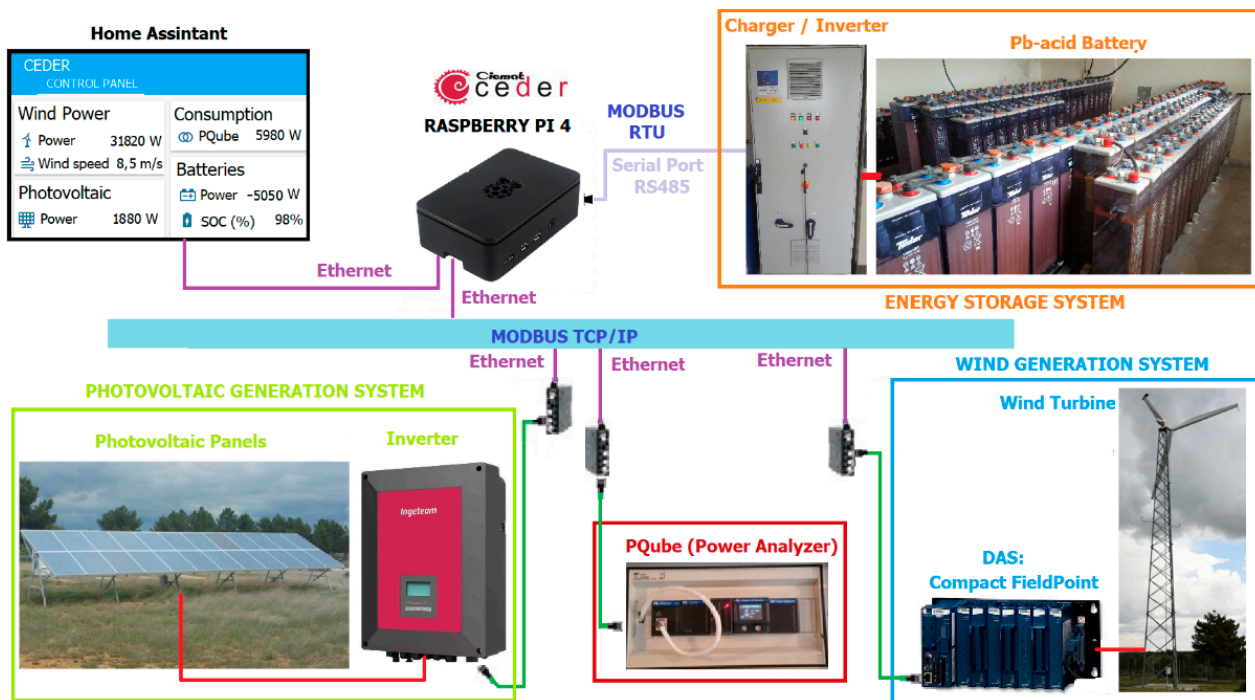 Home Assintant
CEDER
CONTROL PANEL
Wind Power
Power 31820 W
Wind speed 8,5 m/s
Photovoltaic
Power 1880 W
Consumption
PQube 5980 W
Batteries
Power -5050 W
SOC (%) 98%
Ciemat
ceder
RASPBERRY PI 4
MODBUS
RTU
Serial Port
RS485
Charger / Inverter
Pb-acid Battery
Tudor
ENERGY STORAGE SYSTEM
Ethernet
Ethernet
MODBUS TCP/IP
Ethernet
Ethernet
Ethernet
PHOTOVOLTAIC GENERATION SYSTEM
Photovoltaic Panels
Inverter
Ingeteam
PQube (Power Analyzer)
WIND GENERATION SYSTEM
Wind Turbine
DAS:
Compact FieldPoint